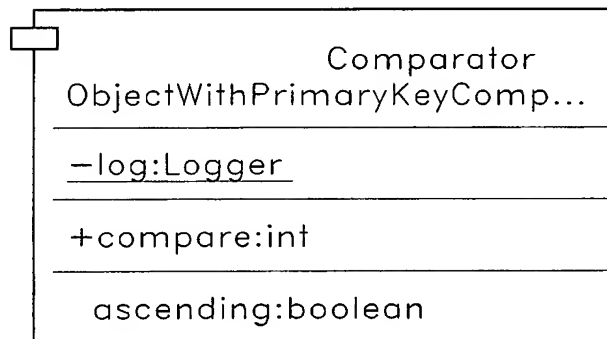 Comparator
ObjectWithPrimaryKeyComp...
-log:Logger
+compare:int
ascending:boolean